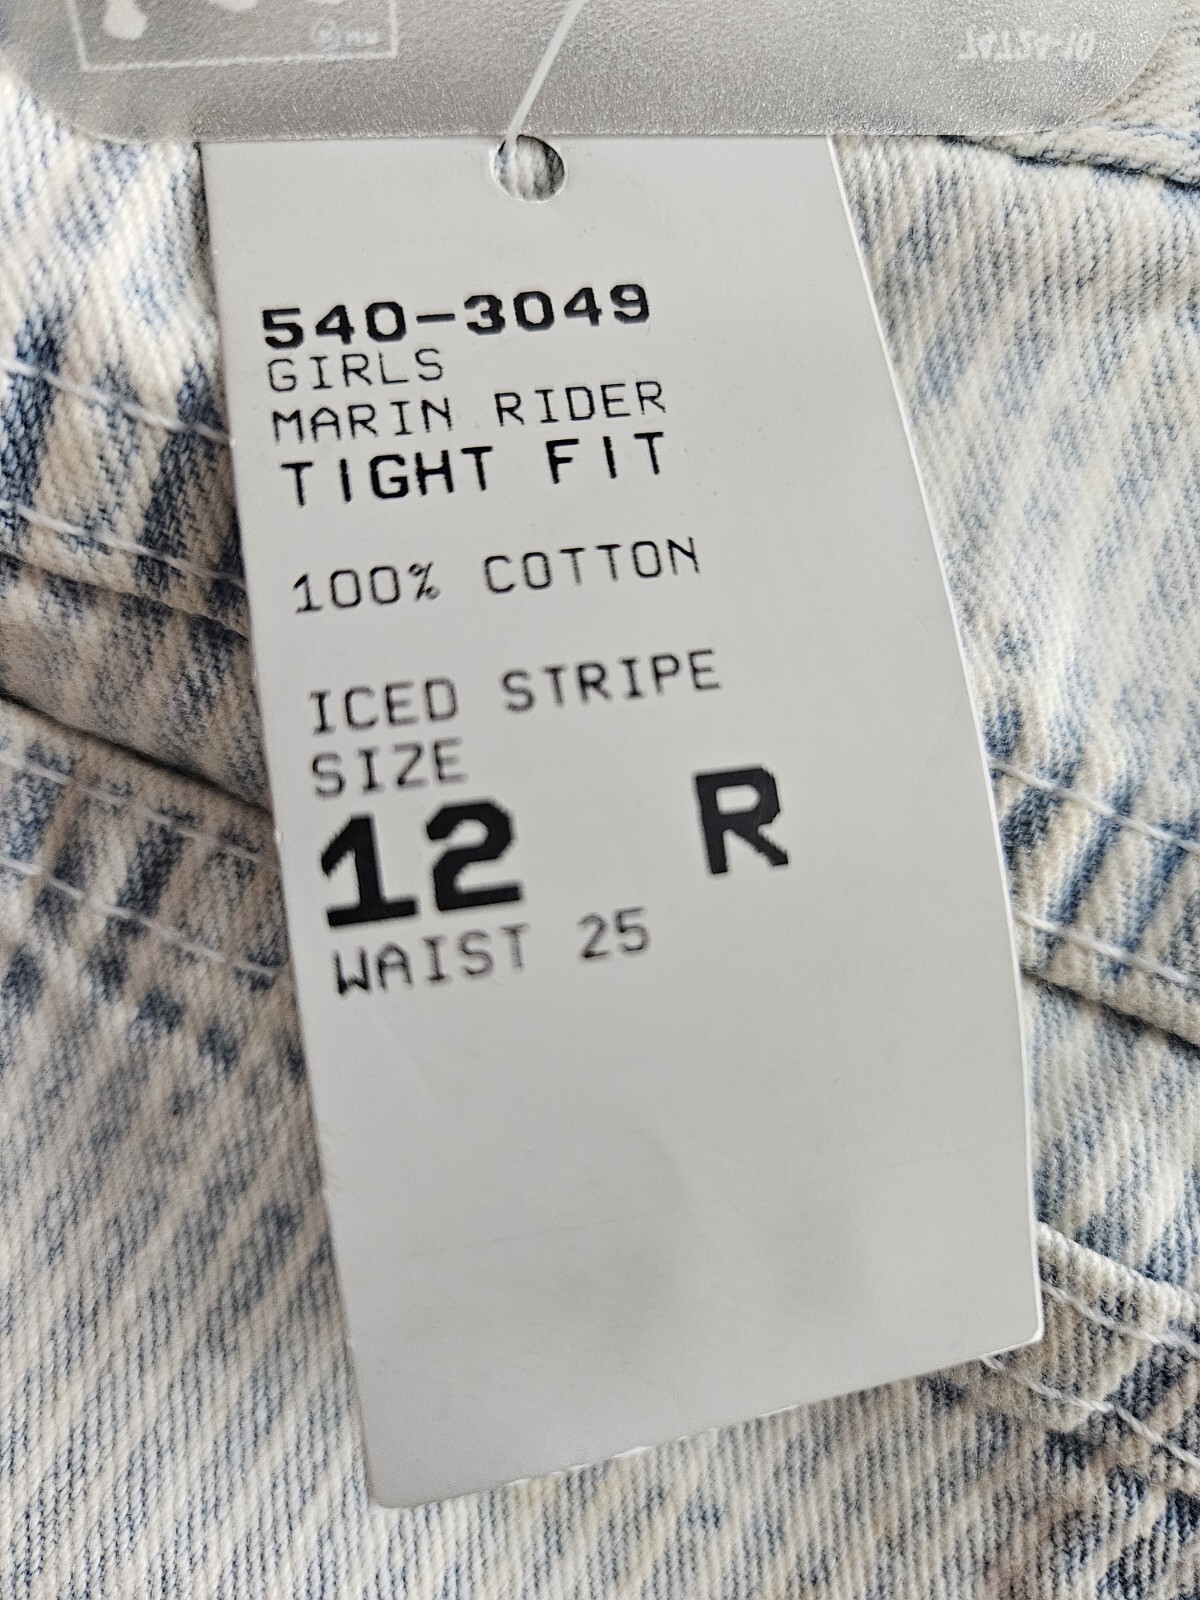 540-3049
GIRLS
MARIN RIDER
TIGHT FIT
100% COTTON
ICED STRIPE
SIZE
12 R
WAIST 25